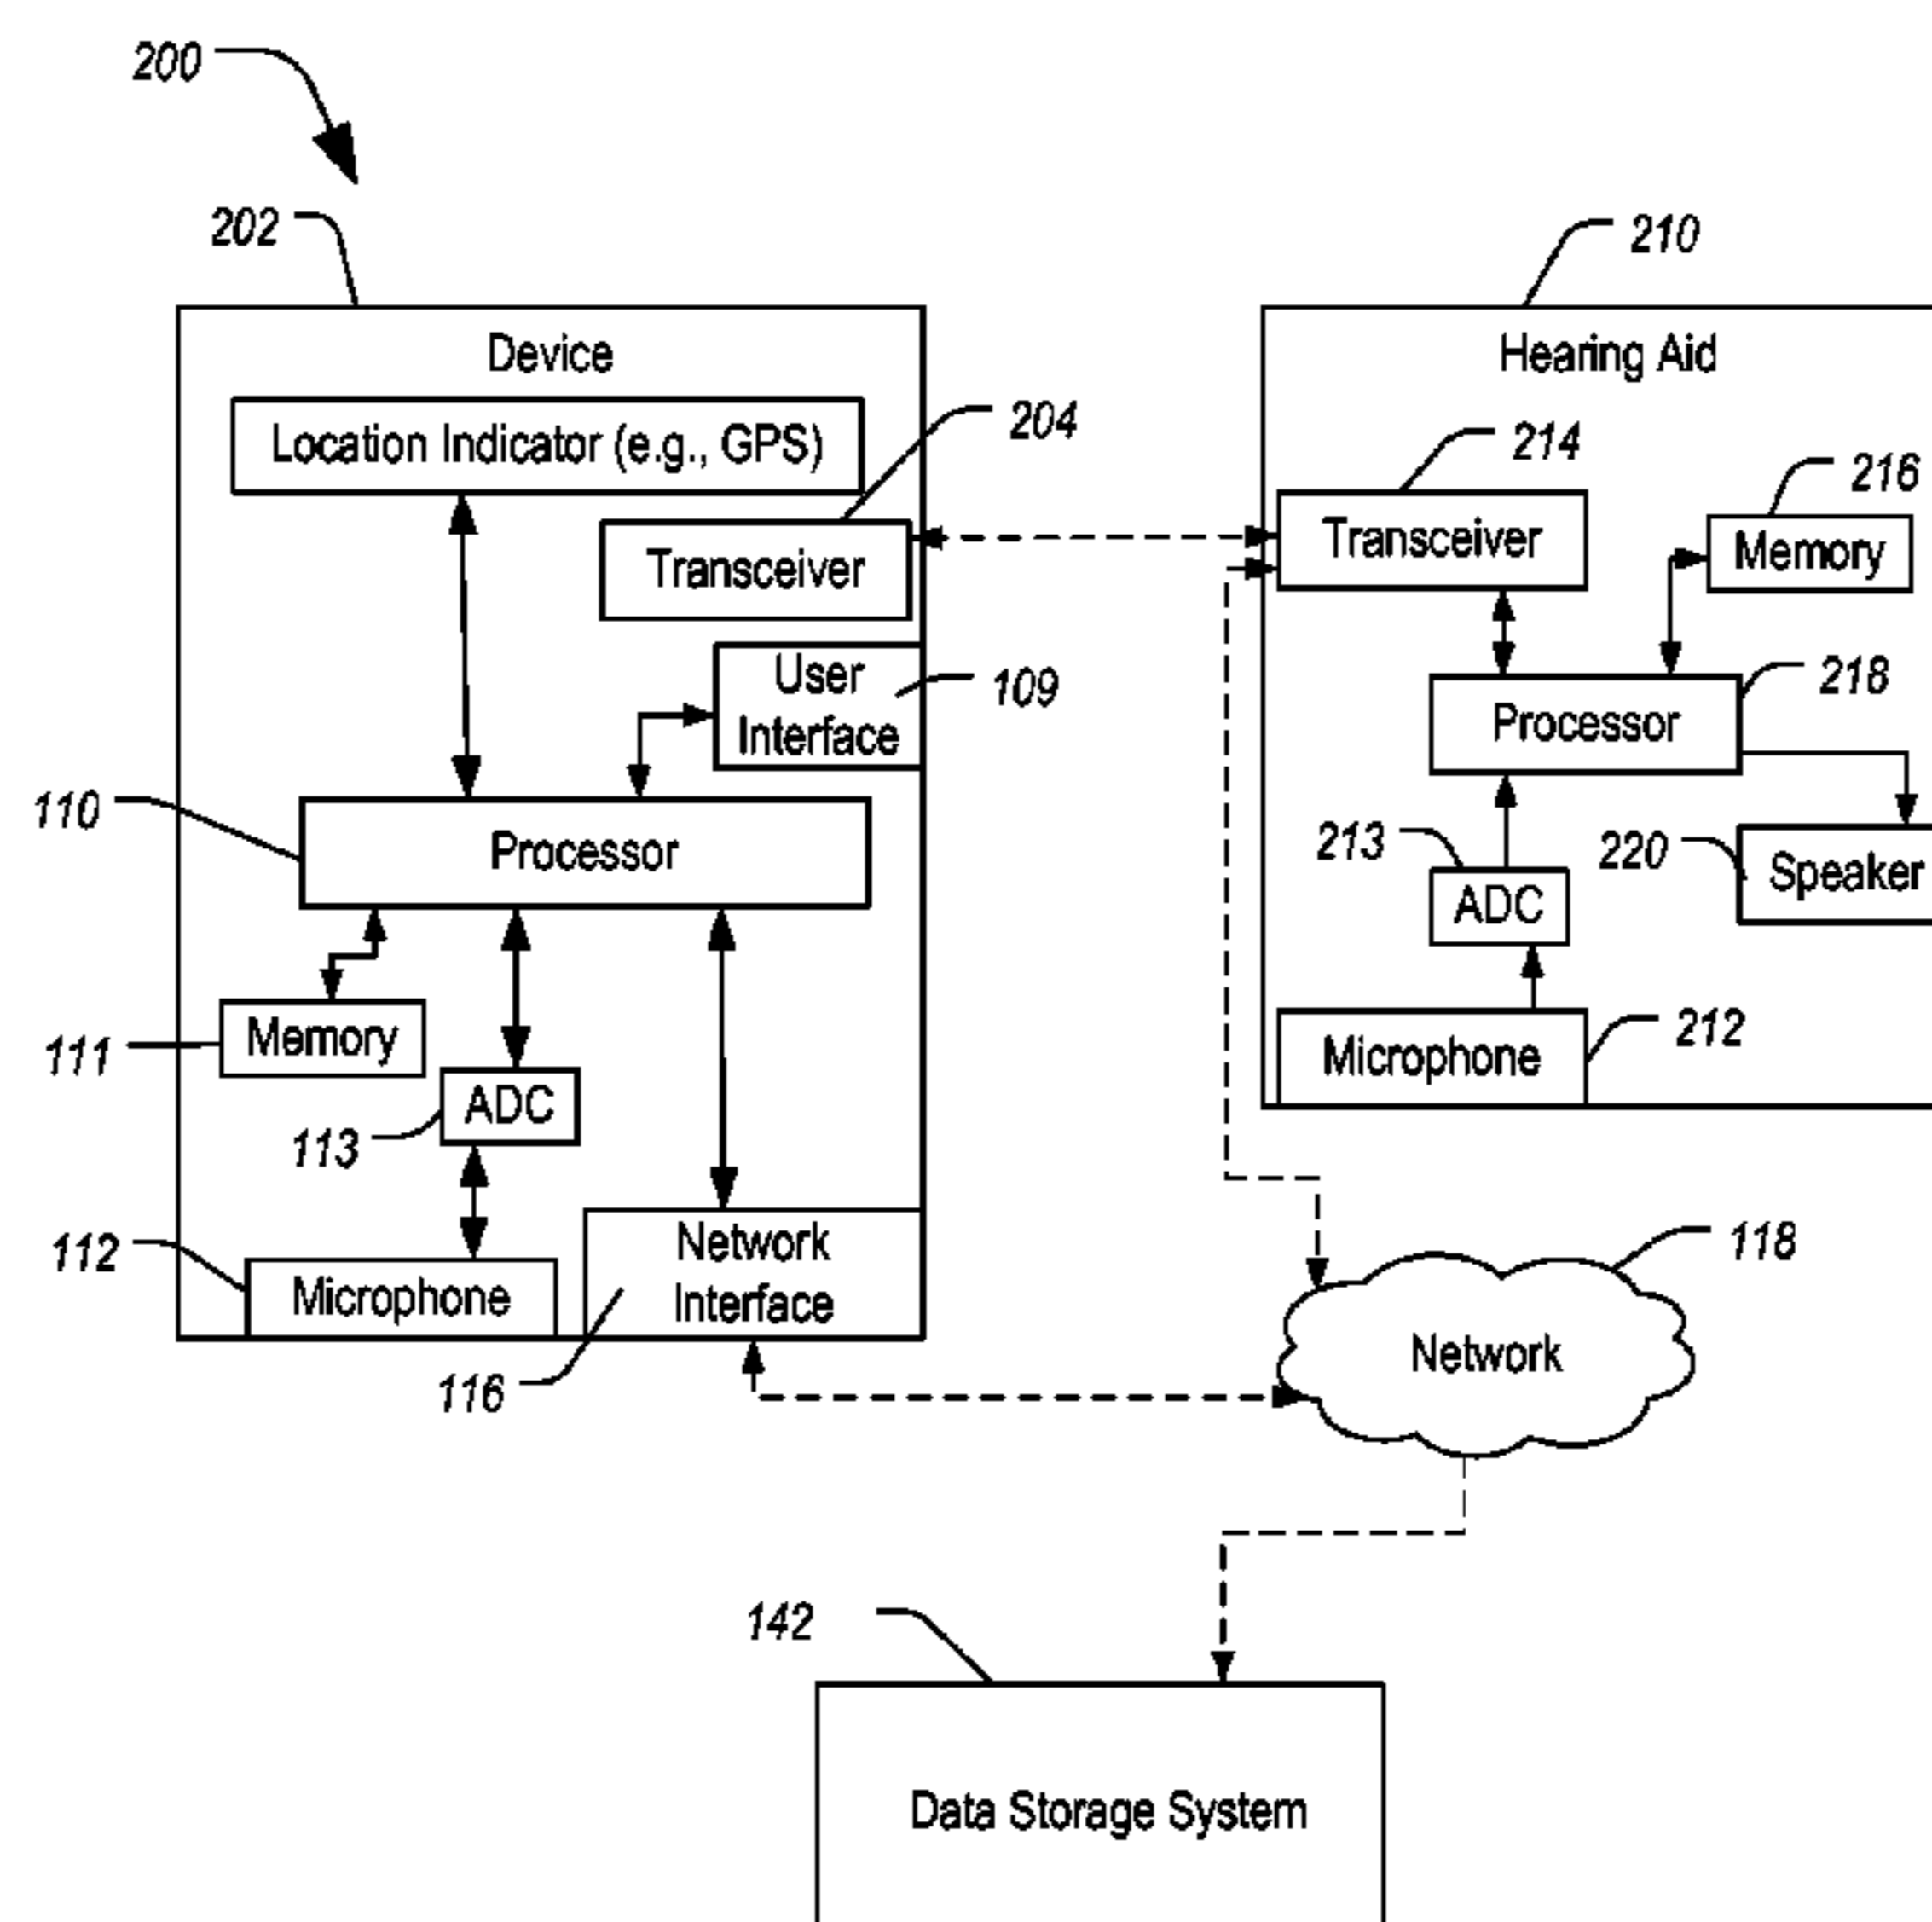 200
202
210
Device
Hearing Aid
Location Indicator (e.g., GPS)
204
214
216
Transceiver
Transceiver
Memory
User
Interface
109
218
Processor
110
Processor
213
220
Speaker
ADC
111
Memory
212
Microphone
ADC
113
112
Microphone
Network
Interface
118
116
Network
142
Data Storage System